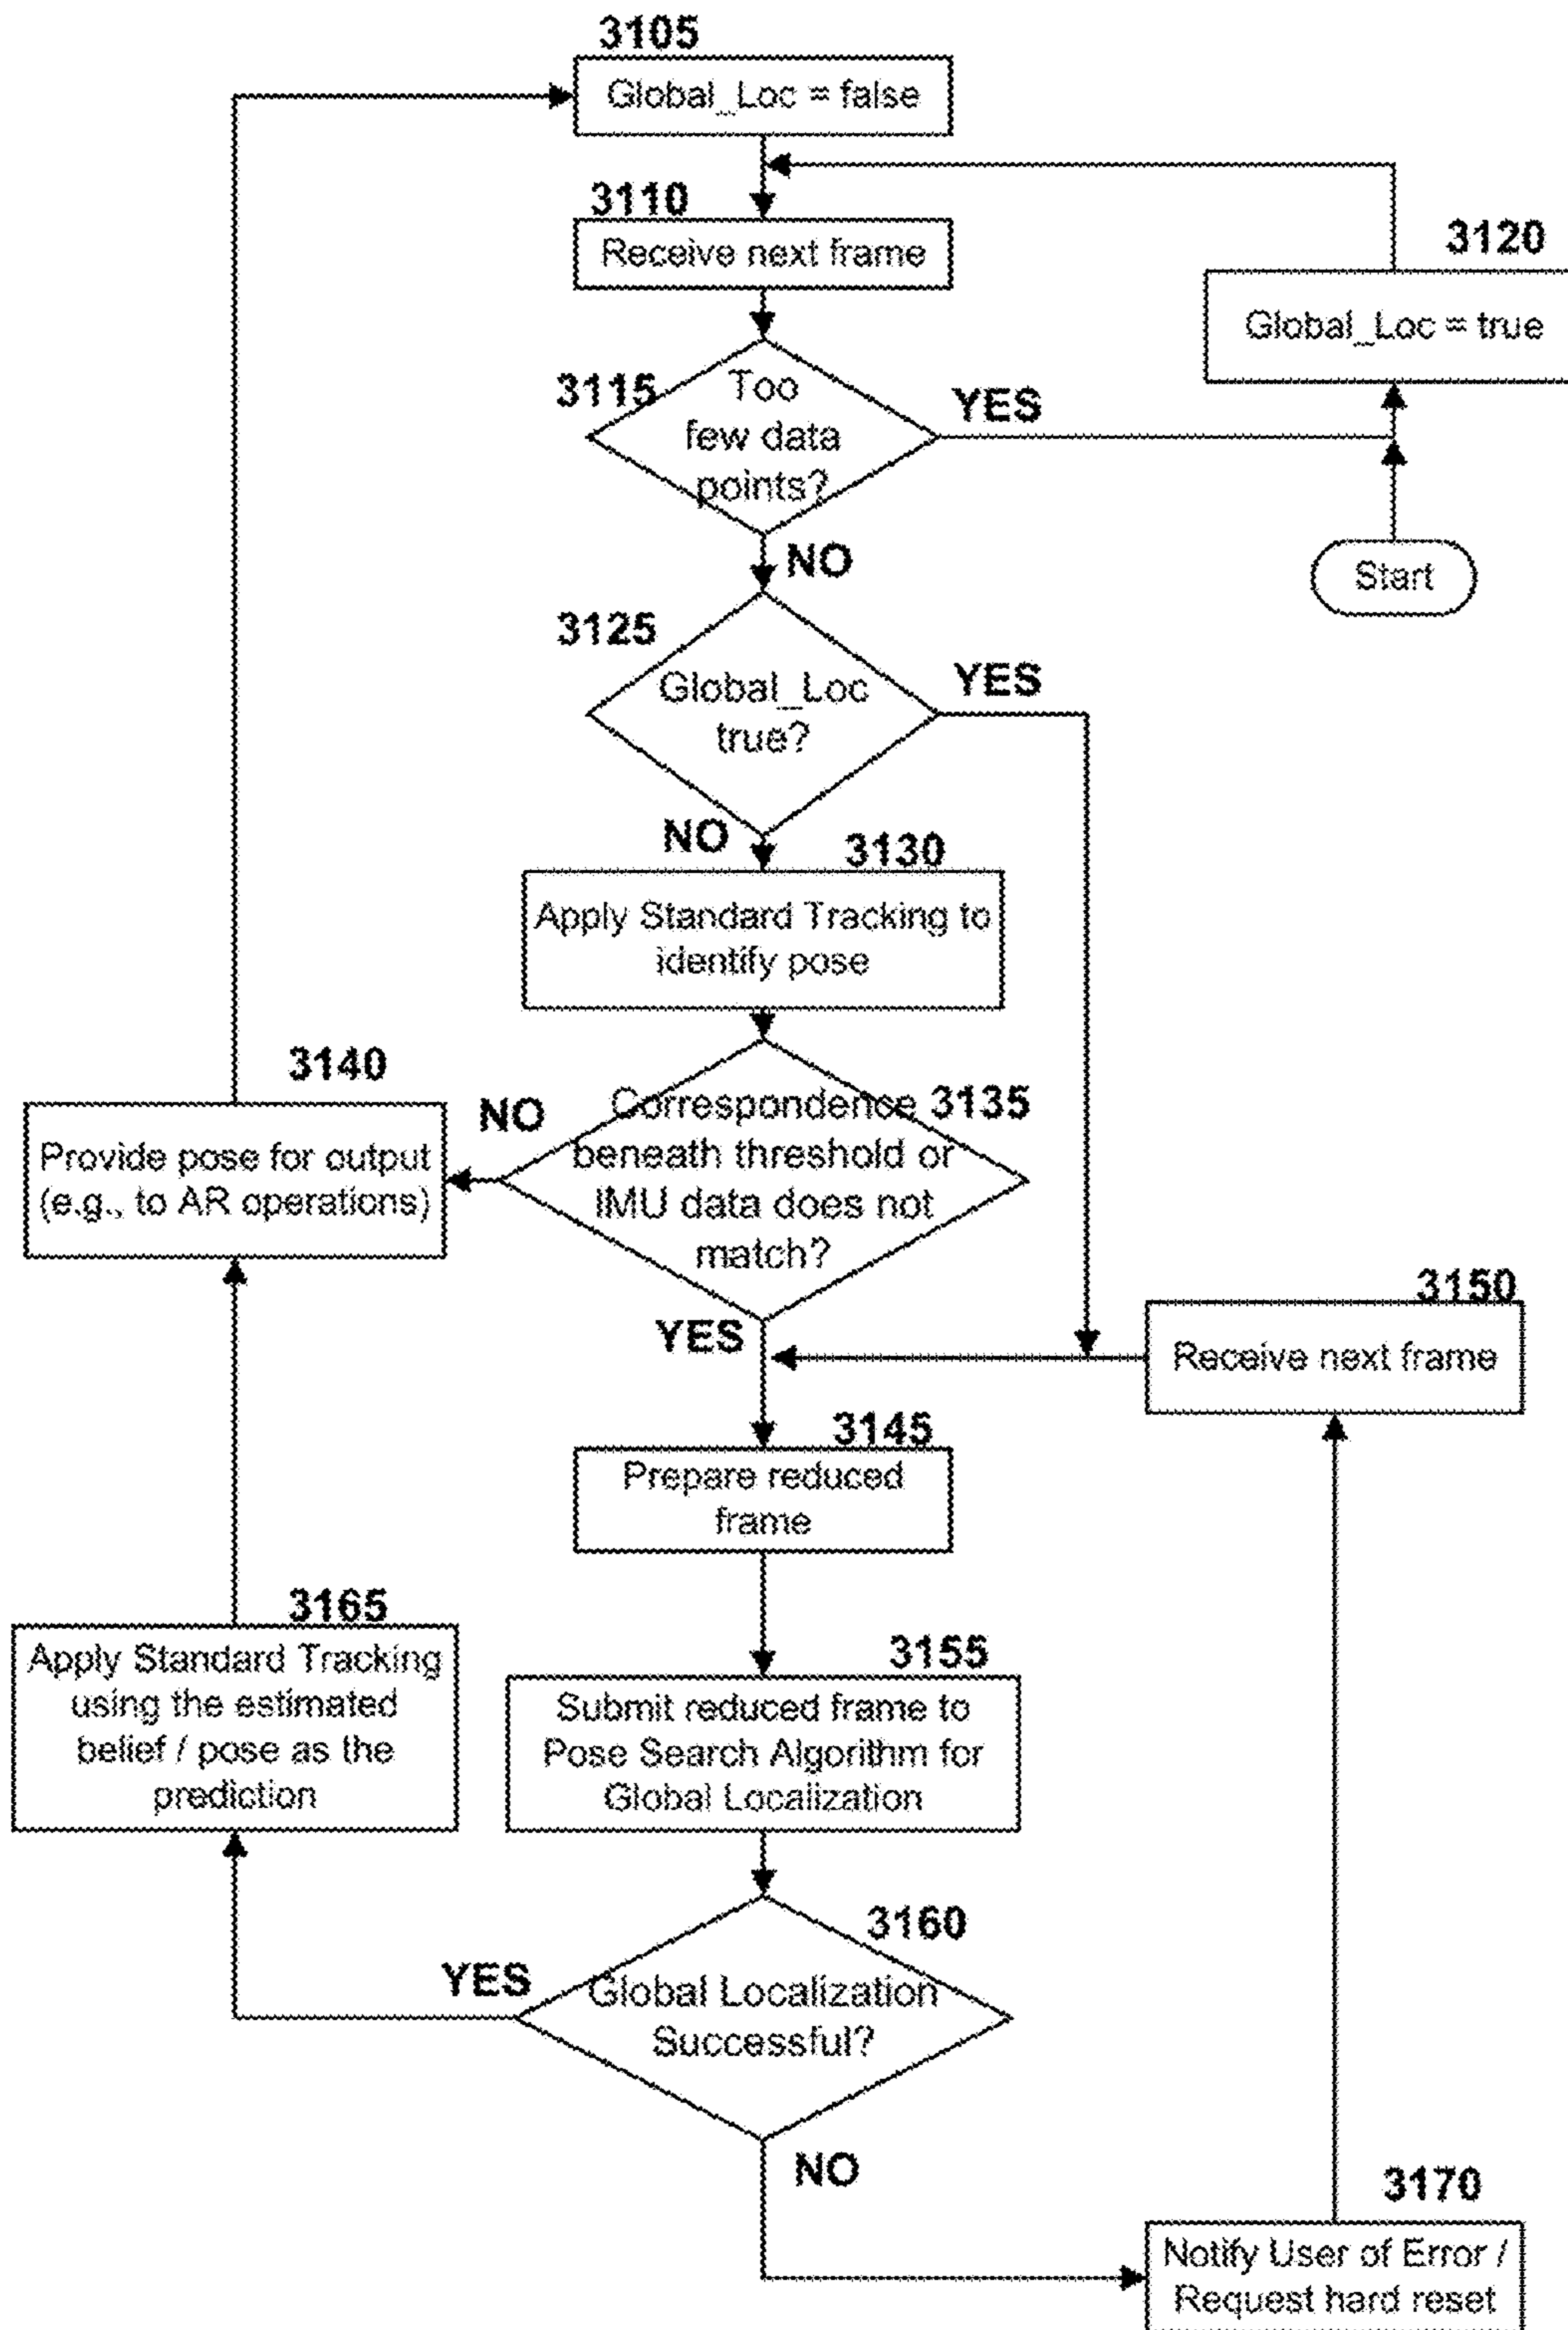 3105
Global_Loc = false
3110
Receive next frame
3120
Global_Loc = true
3115
Too
few data
points?
YES
NO
Start
3125
Global_Loc
true?
YES
NO
3130
Apply Standard Tracking to
identify pose
3140
Provide pose for output
(e.g., to AR operations)
NO
3135
Correspondence
beneath threshold or
IMU data does not
match?
YES
3150
Receive next frame
3145
Prepare reduced
frame
3165
Apply Standard Tracking
using the estimated
belief / pose as the
prediction
3155
Submit reduced frame to
Pose Search Algorithm for
Global Localization
3160
YES
Global Localization
Successful?
NO
3170
Notify User of Error /
Request hard reset